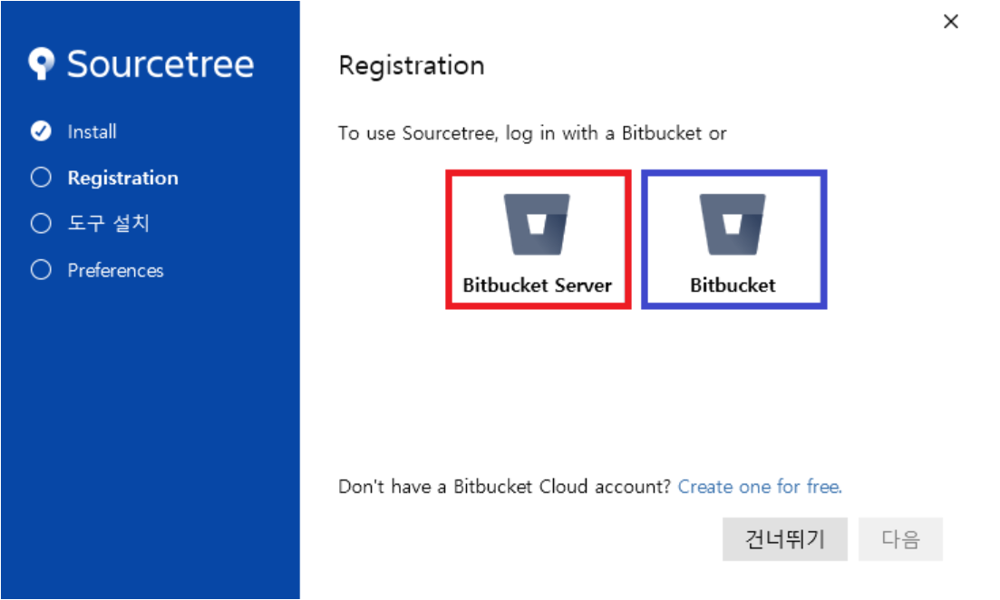 Sourcetree
Install
Registration
도구 설치
Preferences
Registration
To use Sourcetree, log in with a Bitbucket or
Bitbucket Server
Bitbucket
Don't have a Bitbucket Cloud account? Create one for free.
건너뛰기
다음